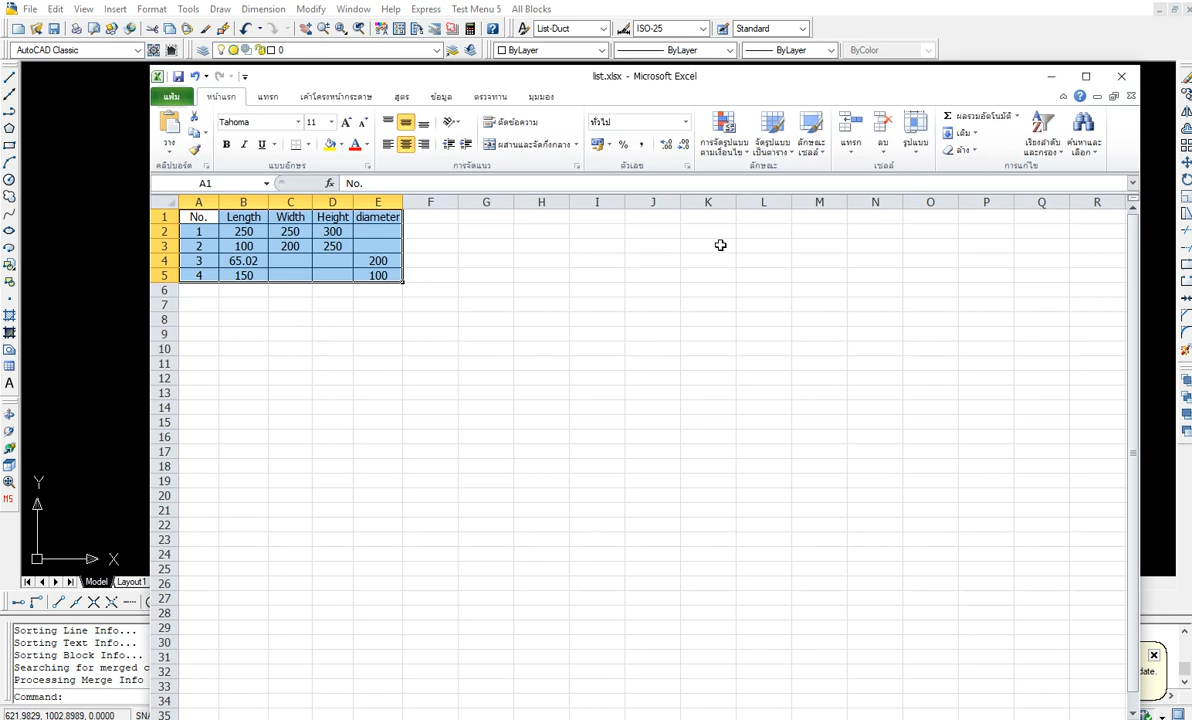 File Edit View Insert Format Tools Draw Dimension Modify Window Help Express Test Menu 5 All Blocks
List-Duct ISO-25 Standard
AutoCAD Classic 0 ByLayer ByLayer ByLayer ByColor
list.xlsx - Microsoft Excel
แฟ้ม หน้าแรก แทรก เค้าโครงหน้ากระดาษ สูตร ข้อมูล ตรวจทาน มุมมอง
วาง Tahoma 11 ตัดข้อความ ทั่วไป การจัดรูปแบบ จัดรูปแบบ ลักษณะ แทรก ลบ รูปแบบ ผลรวมอัตโนมัติ เรียงลำดับ ค้นหาและ
B I U ผสานและจัดกึ่งกลาง % , ตามเงื่อนไข เป็นตาราง เซลล์ เติม และกรอง เลือก
ล้าง
คลิปบอร์ด แบบอักษร การจัดแนว ตัวเลข ลักษณะ เซลล์ การแก้ไข
A1 fx No.
A B C D E F G H I J K L M N O P Q R
1 No. Length Width Height diameter
2 1 250 250 300
3 2 100 200 250
4 3 65.02 200
5 4 150 100
6
7
8
9
10
11
12
13
14
15
16
17
18
19
20
21
22
23
24
25
26
27
28
29
30
31
32
33
34
35
A
MS
Y
X
Model Layout1
Sorting Line Info...
Sorting Text Info...
Sorting Block Info...
Searching for merged c
Processing Merge Info
Command:
date.
621.9829, 1002.8989, 0.0000 SNA